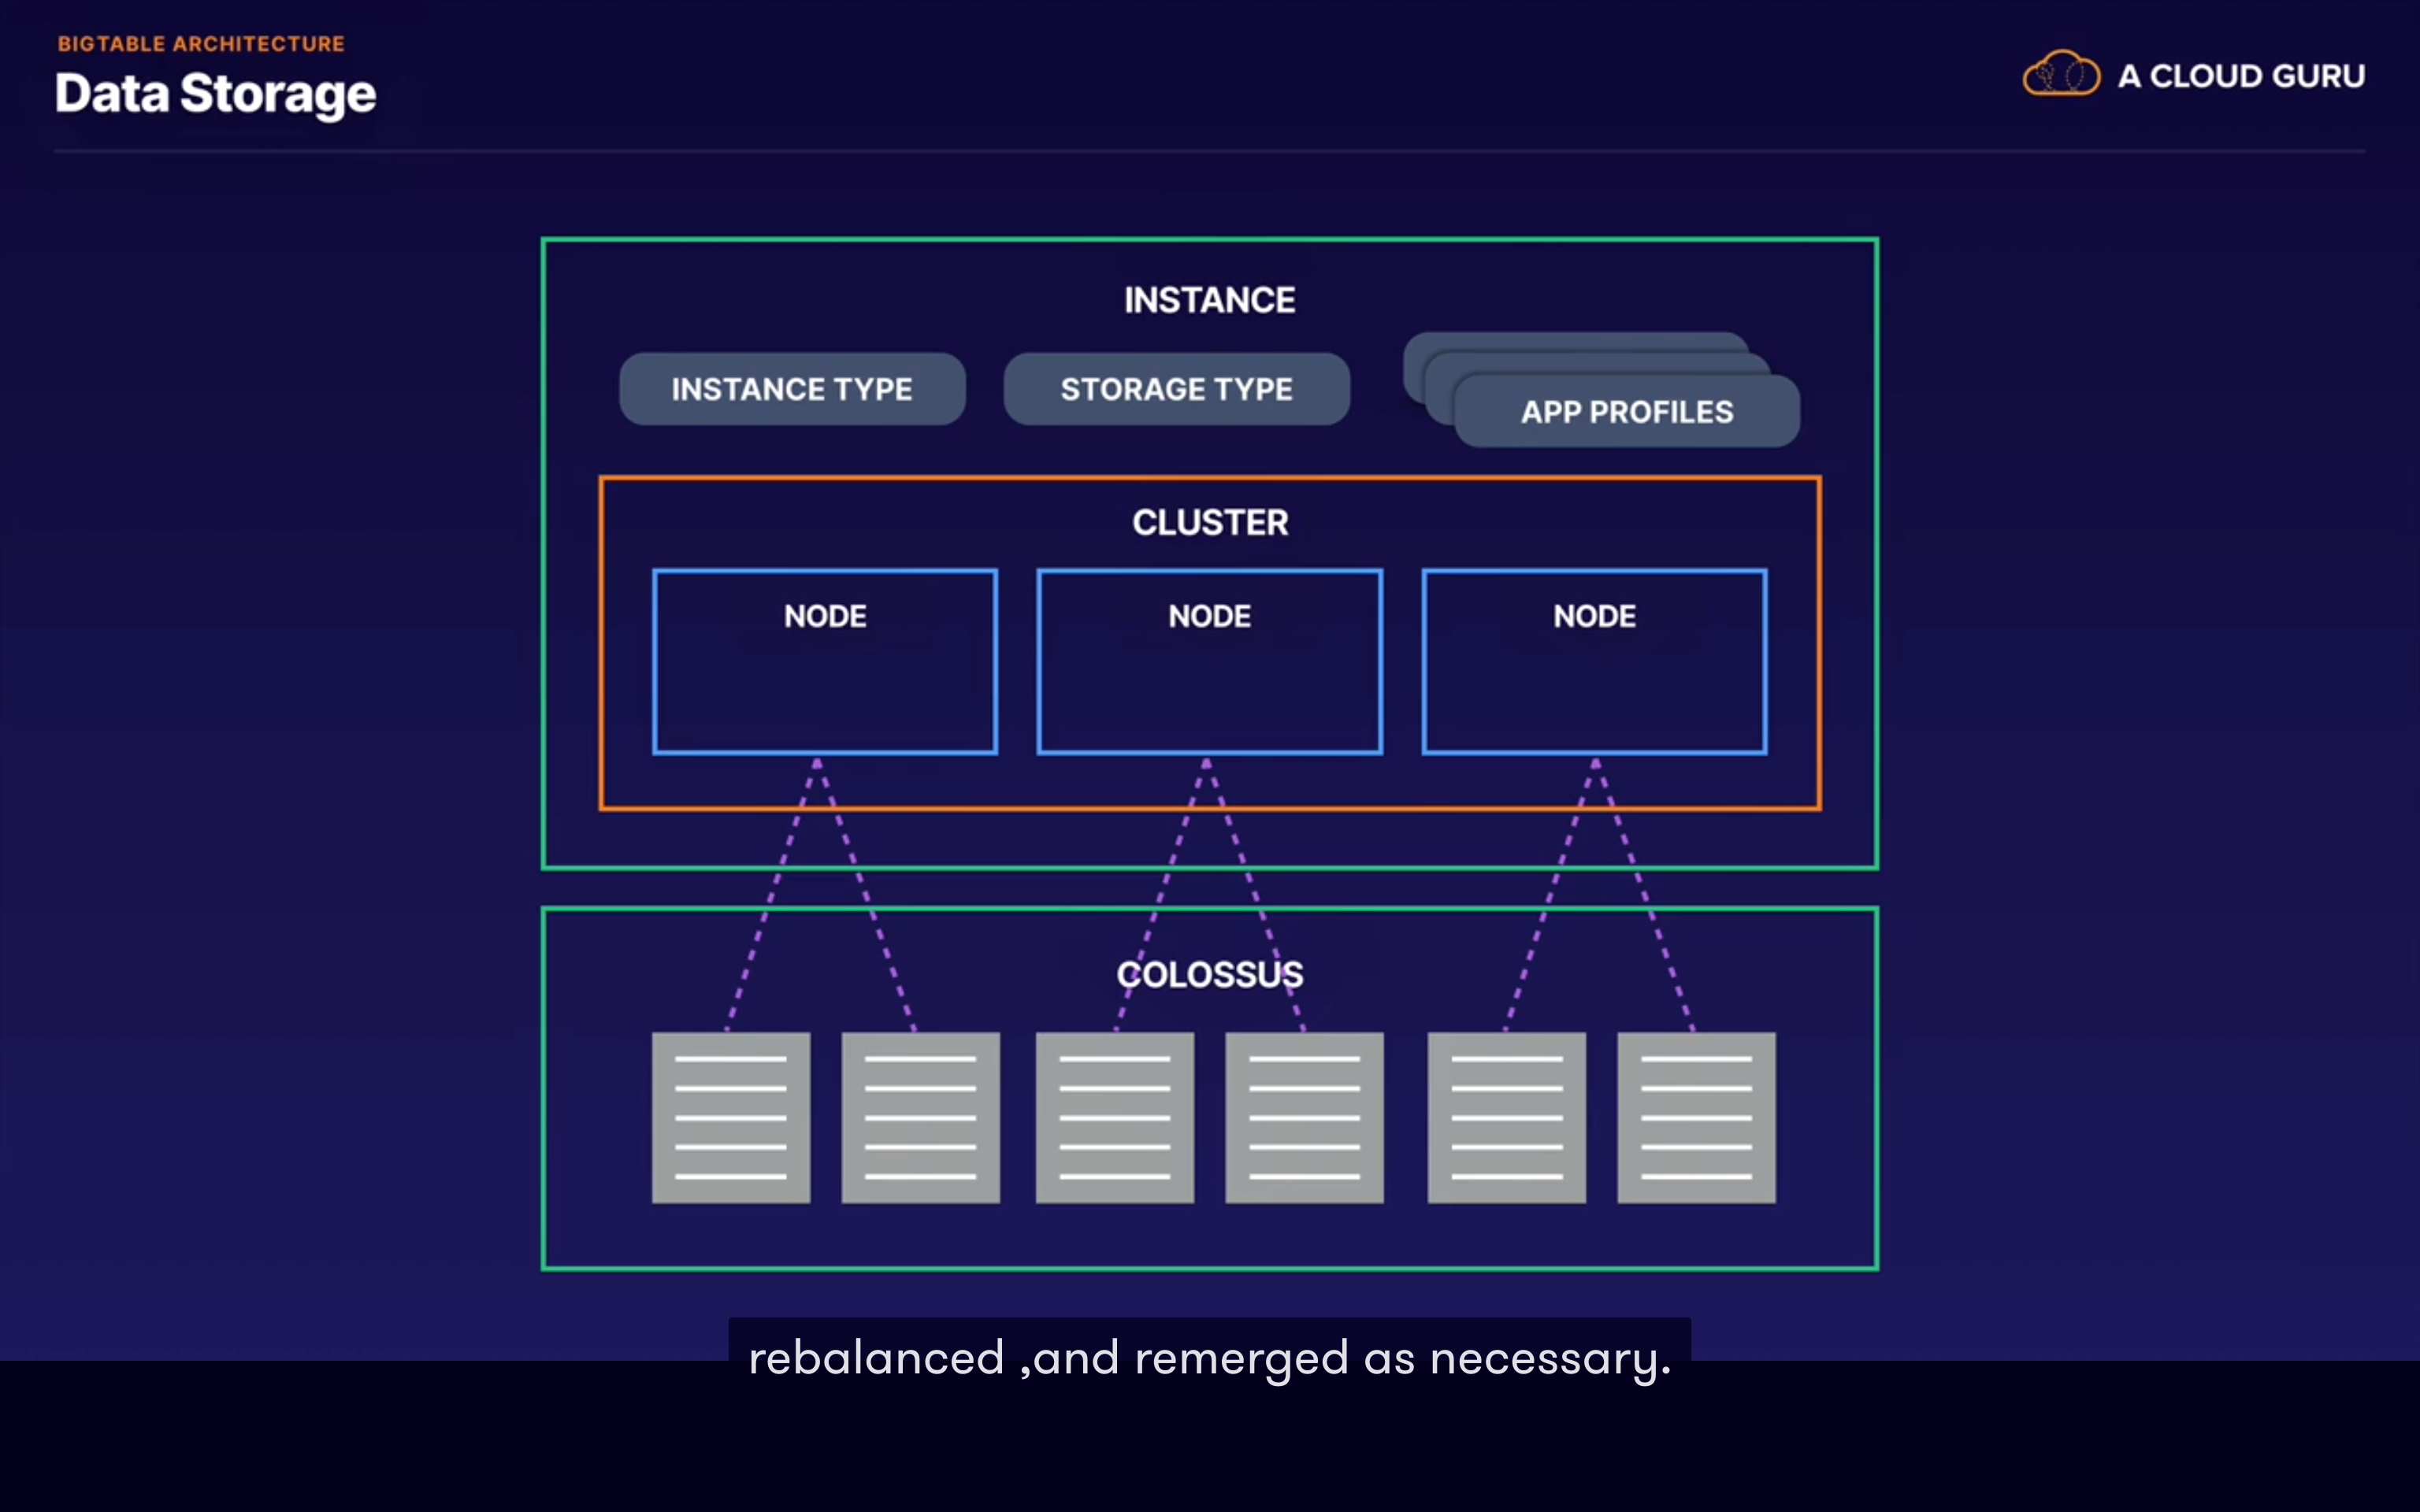 BIGTABLE ARCHITECTURE
Data Storage
A CLOUD GURU
INSTANCE
INSTANCE TYPE
STORAGE TYPE
APP PROFILES
CLUSTER
NODE
NODE
NODE
COLOSSUS
rebalanced ,and remerged as necessary.